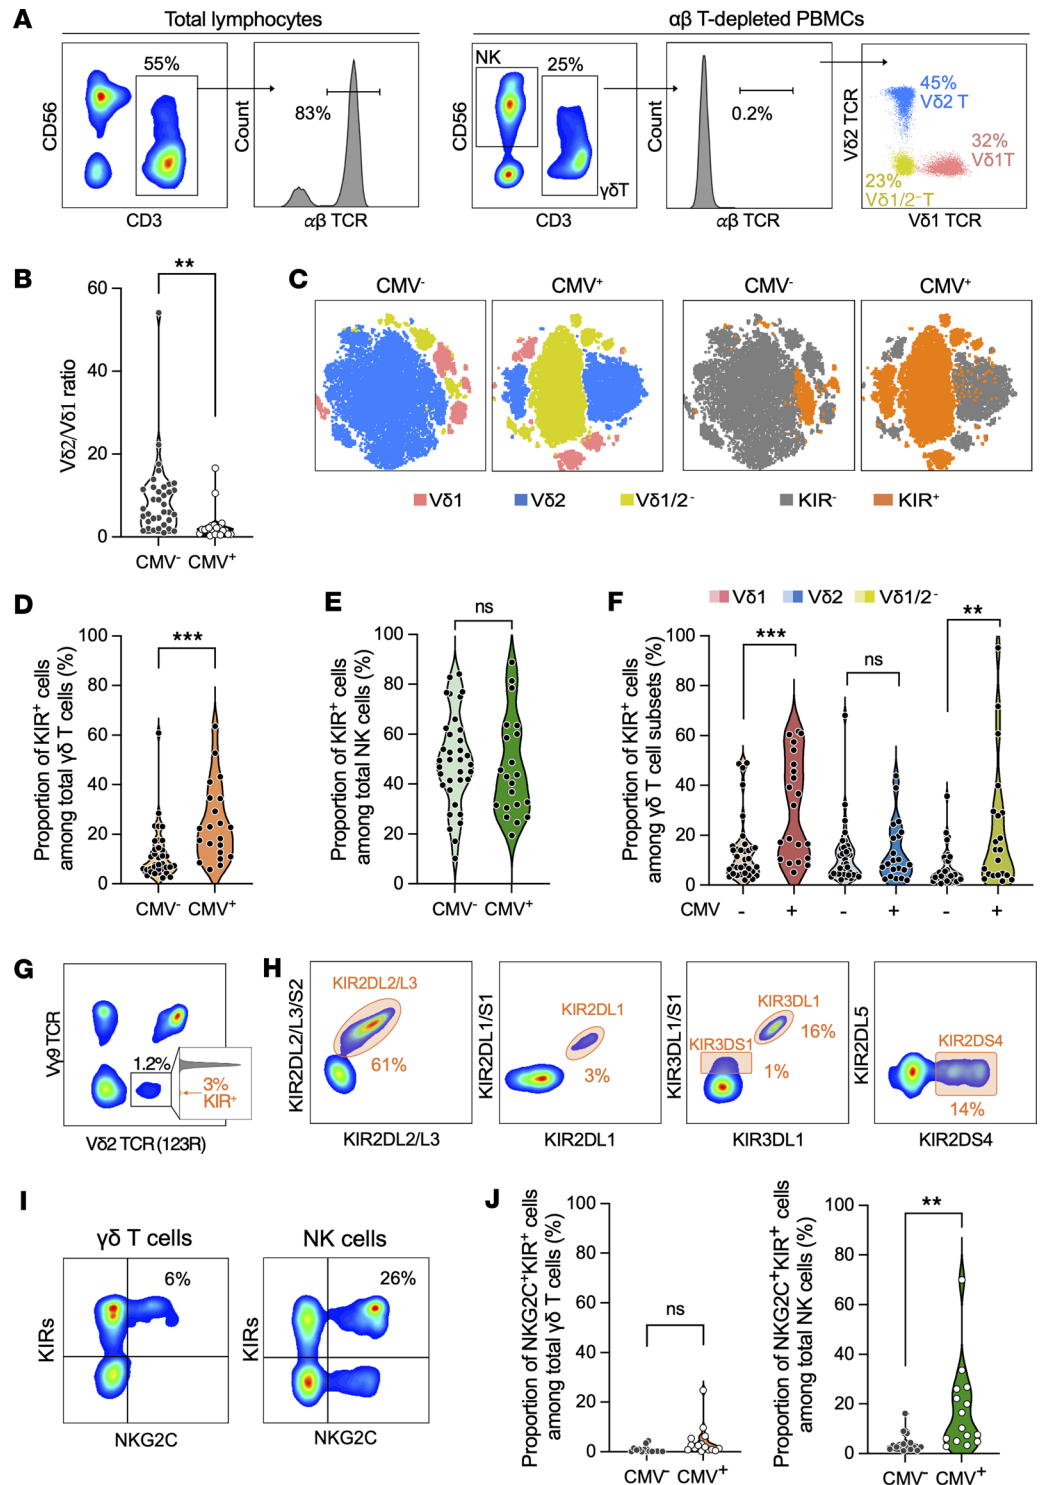 A
Total lymphocytes
αβ T-depleted PBMCs
55%
CD56
CD3
83%
Count
αβ TCR
NK
25%
CD56
γδT
CD3
0.2%
Count
αβ TCR
45%
Vδ2 T
32%
Vδ1T
23%
Vδ1/2⁻T
Vδ2 TCR
Vδ1 TCR
B
**
60
40
20
0
Vδ2/Vδ1 ratio
CMV⁻ CMV⁺
C
CMV⁻ CMV⁺ CMV⁻ CMV⁺
Vδ1 Vδ2 Vδ1/2⁻ KIR⁻ KIR⁺
D
***
100
80
60
40
20
0
Proportion of KIR⁺ cells
among total γδ T cells (%)
CMV⁻ CMV⁺
E
ns
100
80
60
40
20
0
Proportion of KIR⁺ cells
among total NK cells (%)
CMV⁻ CMV⁺
F
Vδ1 Vδ2 Vδ1/2⁻
*** ns **
100
80
60
40
20
0
Proportion of KIR⁺ cells
among γδ T cell subsets (%)
CMV - + - + - +
G
Vγ9 TCR
1.2%
3%
KIR⁺
Vδ2 TCR (123R)
H
KIR2DL2/L3/S2
KIR2DL2/L3
61%
KIR2DL2/L3
KIR2DL1/S1
KIR2DL1
3%
KIR2DL1
KIR3DL1/S1
KIR3DL1
16%
KIR3DS1
1%
KIR3DL1
KIR2DL5
KIR2DS4
14%
KIR2DS4
I
γδ T cells
6%
KIRs
NKG2C
NK cells
26%
KIRs
NKG2C
J
ns
100
80
60
40
20
0
Proportion of NKG2C⁺KIR⁺ cells
among total γδ T cells (%)
CMV⁻ CMV⁺
**
100
80
60
40
20
0
Proportion of NKG2C⁺KIR⁺ cells
among total NK cells (%)
CMV⁻ CMV⁺